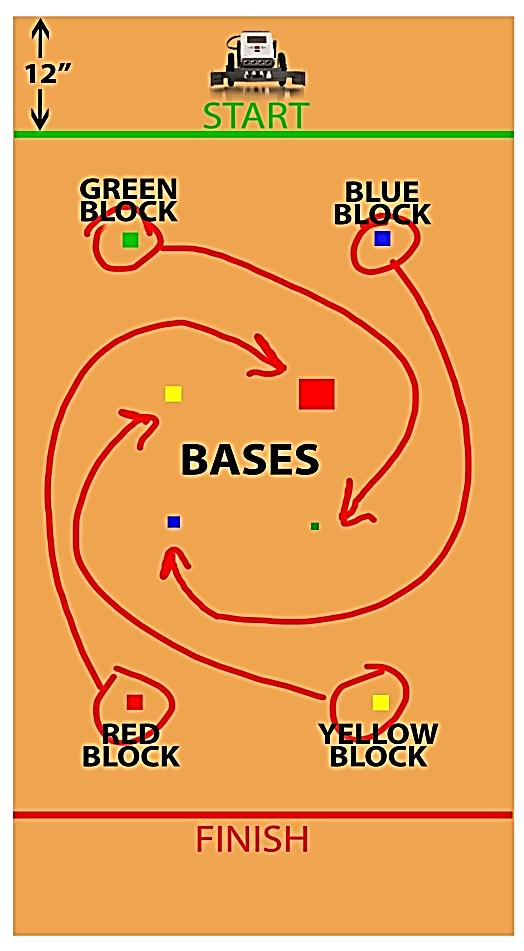 12”
START
GREEN
BLOCK
BLUE
BLOCK
BASES
RED
BLOCK
YELLOW
BLOCK
FINISH